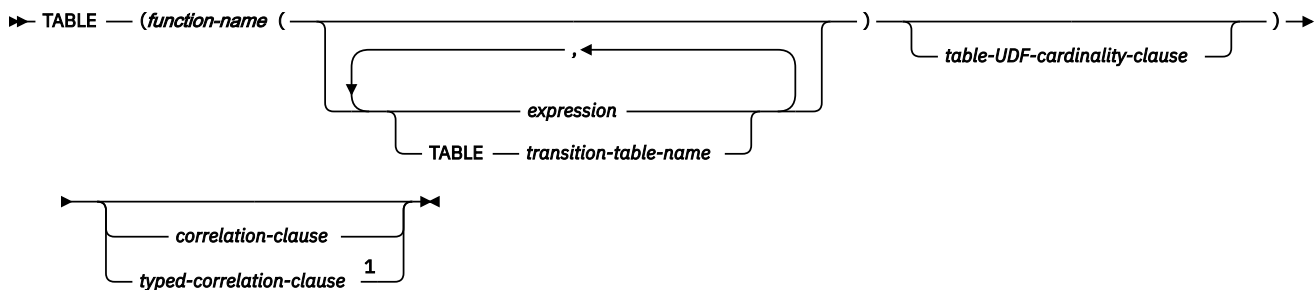 TABLE (function-name ( ) table-UDF-cardinality-clause )
,
expression
TABLE transition-table-name
correlation-clause
typed-correlation-clause 1